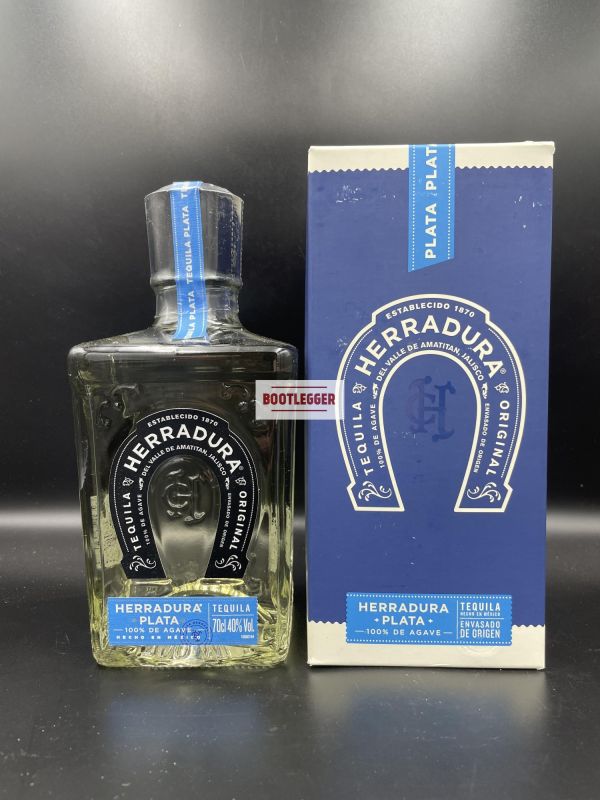 TEQUILA PLATA
TEQUILA PLATA
ESTABLECIDO 1870
HERRADURA®
DEL VALLE DE AMATITAN, JALISCO
TEQUILA
100% DE AGAVE
ENVASADO DE ORIGEN
ORIGINAL
HERRADURA®
PLATA
100% DE AGAVE
HECHO EN MÉXICO
TEQUILA
70cl 40% Vol.
BOOTLEGGER
PLATA PLATA
ESTABLECIDO 1870
HERRADURA®
DEL VALLE DE AMATITAN, JALISCO
TEQUILA
100% DE AGAVE
ENVASADO DE ORIGEN
ORIGINAL
H
HERRADURA®
+ PLATA +
100% DE AGAVE
TEQUILA
HECHO EN MÉXICO
ENVASADO
DE ORIGEN